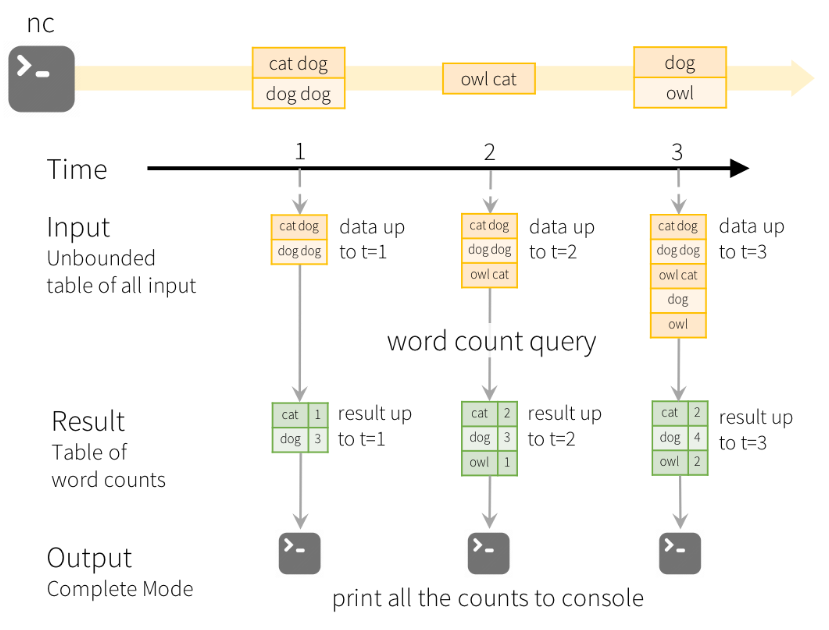 nc
cat dog
dog dog
owl cat
dog
owl
Time
1
2
3
Input
Unbounded
table of all input
cat dog
dog dog
data up
to t=1
cat dog
dog dog
owl cat
data up
to t=2
cat dog
dog dog
owl cat
dog
owl
data up
to t=3
word count query
Result
Table of
word counts
cat 1
dog 3
result up
to t=1
cat 2
dog 3
owl 1
result up
to t=2
cat 2
dog 4
owl 2
result up
to t=3
Output
Complete Mode
print all the counts to console